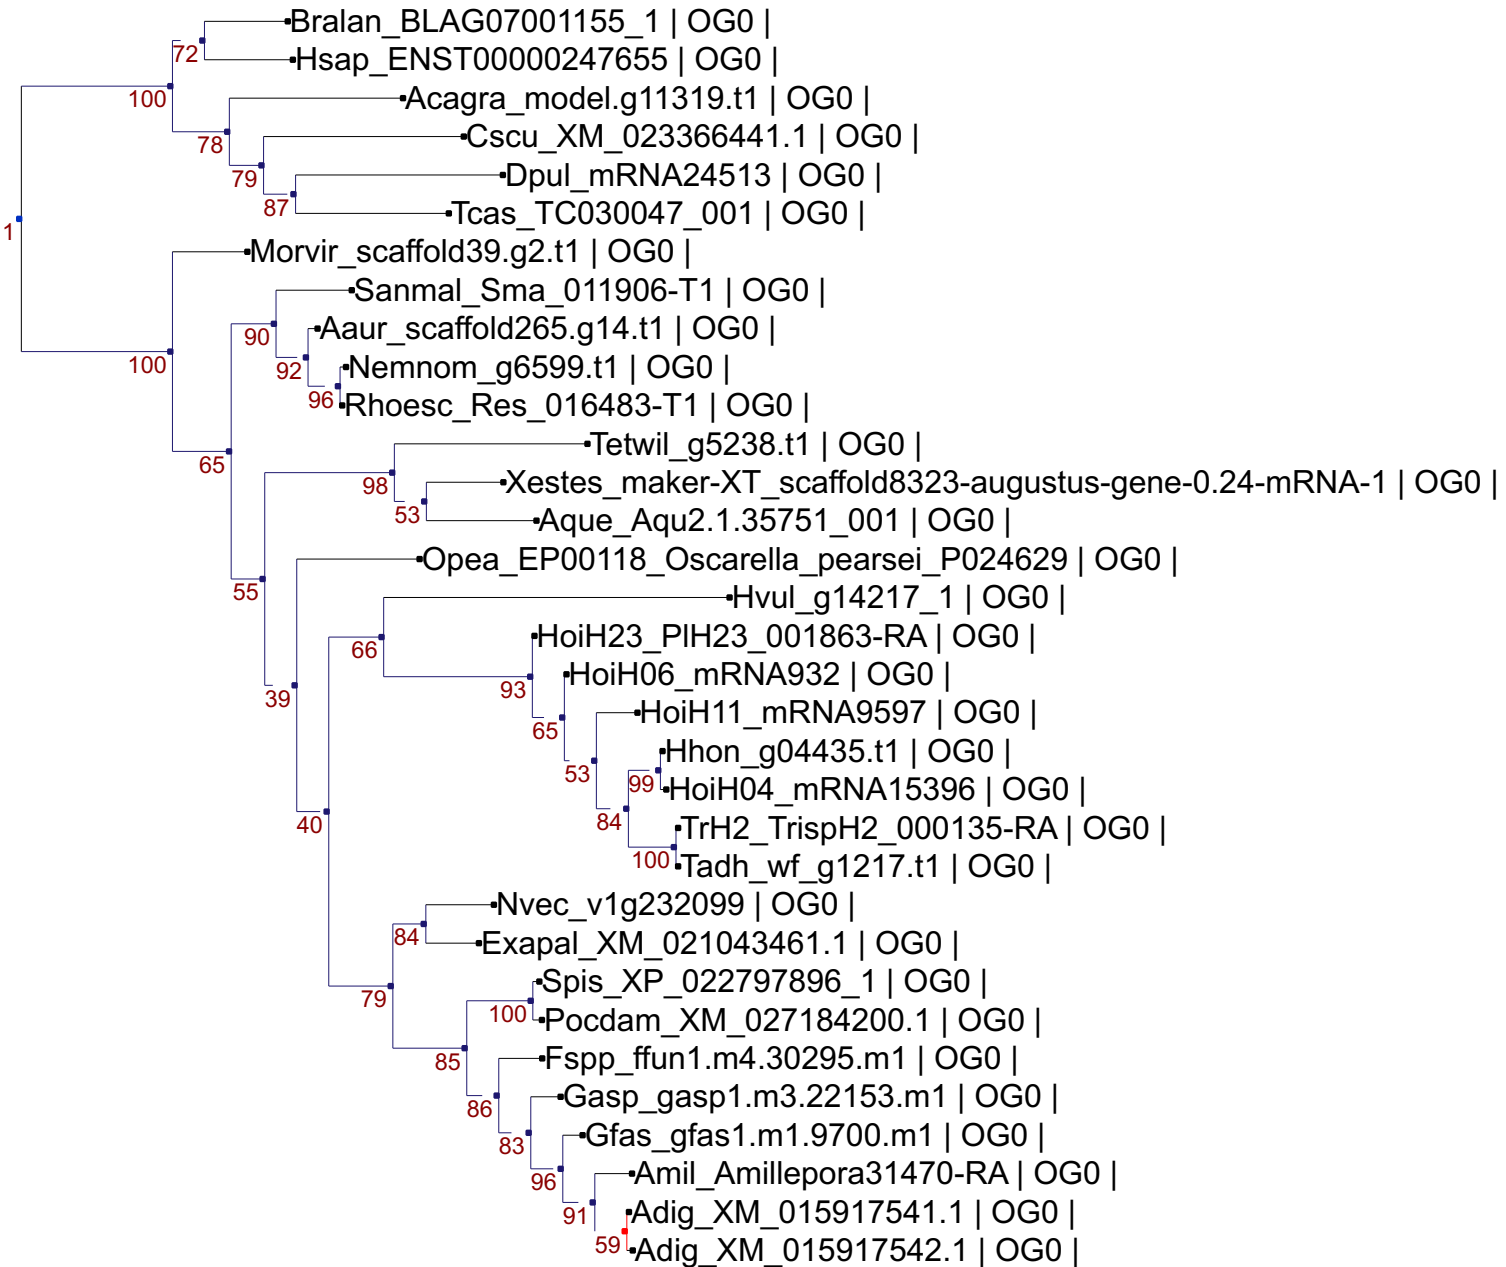 Bralan_BLAG07001155_1 | OG0 |
72
Hsap_ENST00000247655 | OG0 |
100
Acagra_model.g11319.t1 | OG0 |
78
Cscu_XM_023366441.1 | OG0 |
79
Dpul_mRNA24513 | OG0 |
87
Tcas_TC030047_001 | OG0 |
1
Morvir_scaffold39.g2.t1 | OG0 |
Sanmal_Sma_011906-T1 | OG0 |
90
Aaur_scaffold265.g14.t1 | OG0 |
100
92
Nemnom_g6599.t1 | OG0 |
96
Rhoesc_Res_016483-T1 | OG0 |
Tetwil_g5238.t1 | OG0 |
65
98
Xestes_maker-XT_scaffold8323-augustus-gene-0.24-mRNA-1 | OG0 |
53
Aque_Aqu2.1.35751_001 | OG0 |
Opea_EP00118_Oscarella_pearsei_P024629 | OG0 |
55
Hvul_g14217_1 | OG0 |
HoiH23_PlH23_001863-RA | OG0 |
66
HoiH06_mRNA932 | OG0 |
93
39
HoiH11_mRNA9597 | OG0 |
65
Hhon_g04435.t1 | OG0 |
53
99
HoiH04_mRNA15396 | OG0 |
84
40
TrH2_TrispH2_000135-RA | OG0 |
100
Tadh_wf_g1217.t1 | OG0 |
Nvec_v1g232099 | OG0 |
84
Exapal_XM_021043461.1 | OG0 |
Spis_XP_022797896_1 | OG0 |
79
100
Pocdam_XM_027184200.1 | OG0 |
85
Fspp_ffun1.m4.30295.m1 | OG0 |
Gasp_gasp1.m3.22153.m1 | OG0 |
86
Gfas_gfas1.m1.9700.m1 | OG0 |
83
Amil_Amillepora31470-RA | OG0 |
96
Adig_XM_015917541.1 | OG0 |
91
59
Adig_XM_015917542.1 | OG0 |